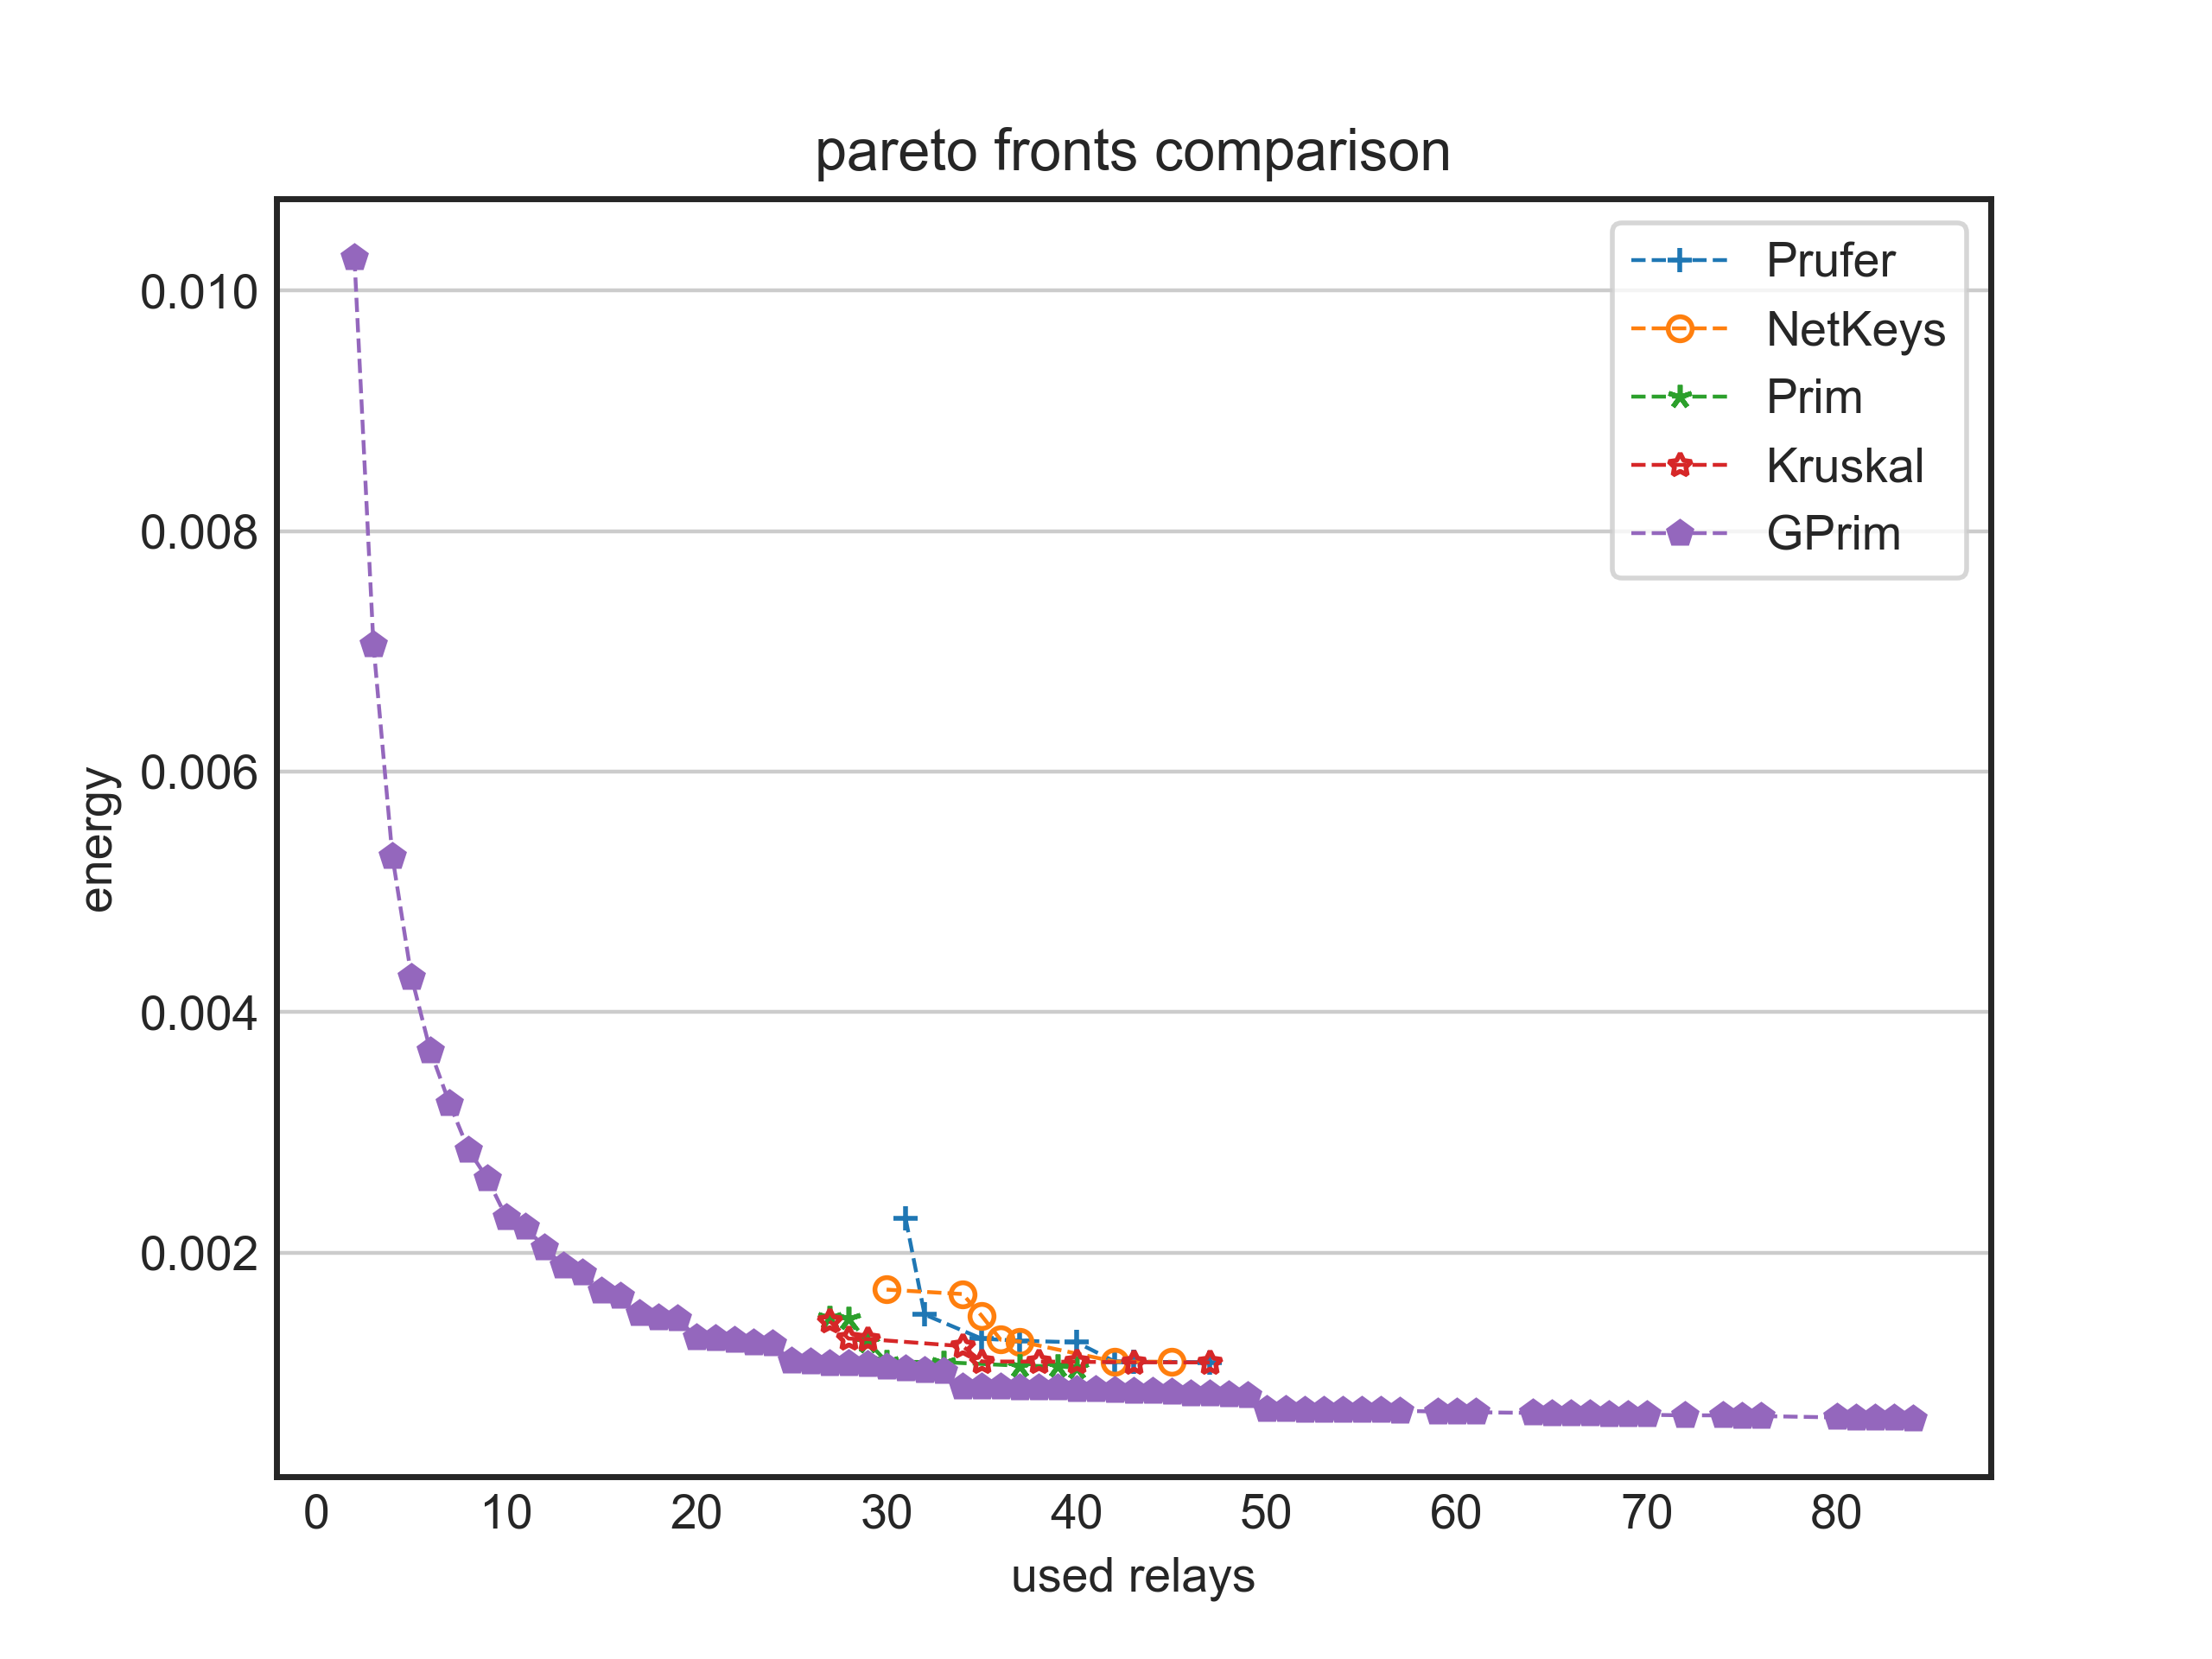 pareto fronts comparison
Prufer
NetKeys
Prim
Kruskal
GPrim
0.010
0.008
0.006
0.004
0.002
energy
0 10 20 30 40 50 60 70 80
used relays